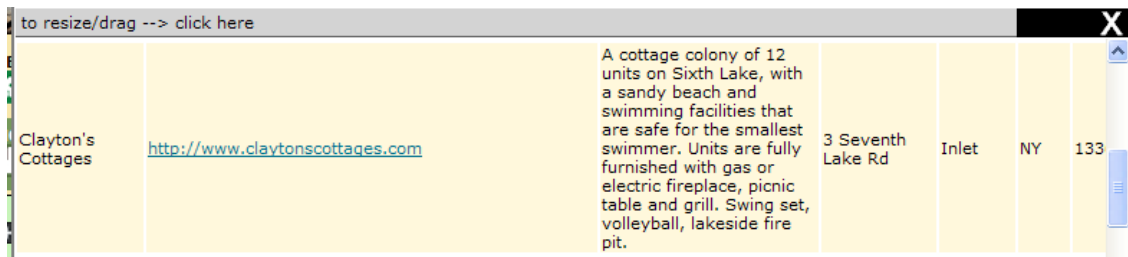 to resize/drag --> click here
X
Clayton's
Cottages
http://www.claytonscottages.com
A cottage colony of 12
units on Sixth Lake, with
a sandy beach and
swimming facilities that
are safe for the smallest
swimmer. Units are fully
furnished with gas or
electric fireplace, picnic
table and grill. Swing set,
volleyball, lakeside fire
pit.
3 Seventh
Lake Rd
Inlet
NY
133